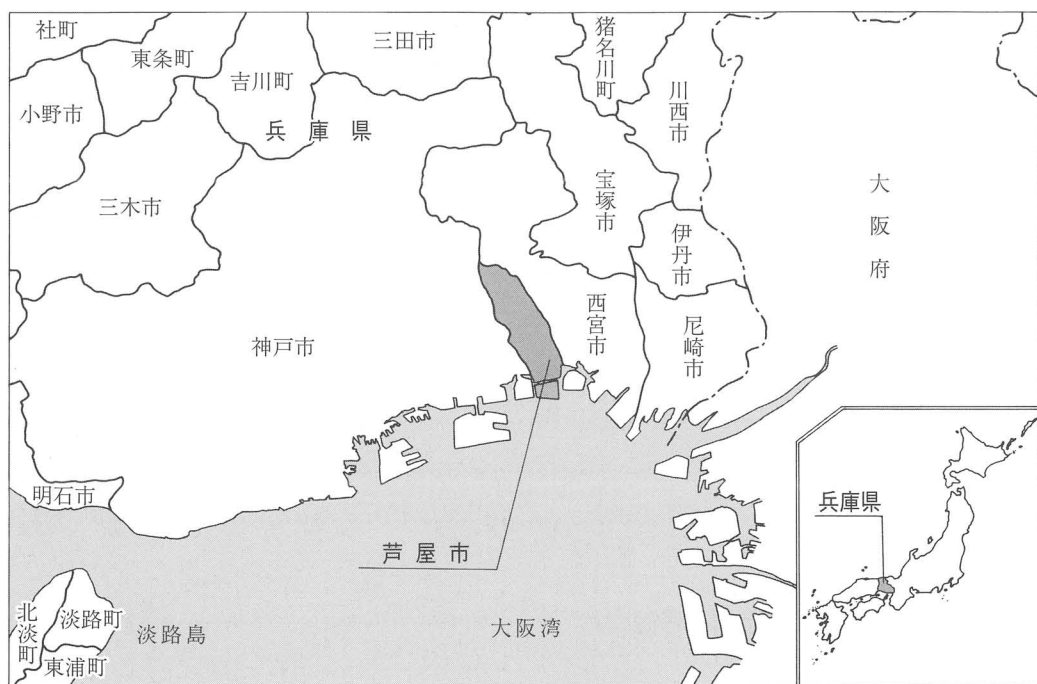 社町
東条町
三田市
猪名川町
吉川町
川西市
小野市
兵庫県
三木市
宝塚市
大阪府
伊丹市
西宮市
尼崎市
神戸市
明石市
兵庫県
芦屋市
北淡町
淡路町
淡路島
大阪湾
東浦町